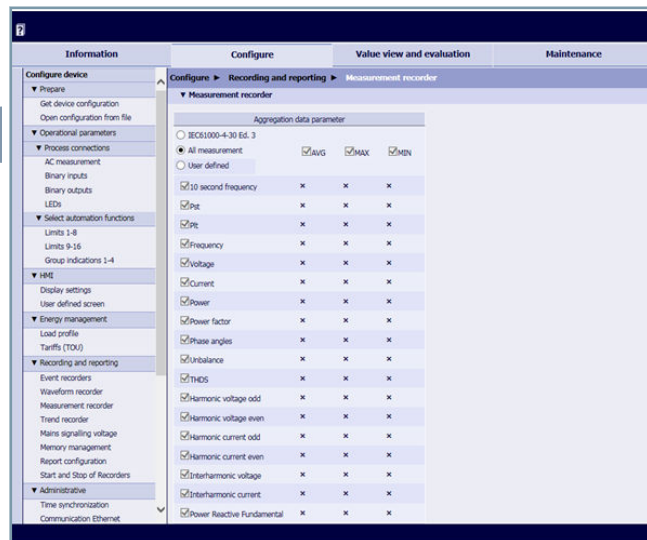 Information Configure Value view and evaluation Maintenance
Configure device
▼ Prepare
Get device configuration
Open configuration from file
▼ Operational parameters
▼ Process connections
AC measurement
Binary inputs
Binary outputs
LEDs
▼ Select automation functions
Limits 1-8
Limits 9-16
Group indications 1-4
▼ HMI
Display settings
User defined screen
▼ Energy management
Load profile
Tariffs (TOU)
▼ Recording and reporting
Event recorders
Waveform recorder
Measurement recorder
Trend recorder
Mains signalling voltage
Memory management
Report configuration
Start and Stop of Recorders
▼ Administrative
Time synchronization
Communication Ethernet
Configure ► Recording and reporting ► Measurement recorder
▼ Measurement recorder
Aggregation data parameter
IEC61000-4-30 Ed. 3
All measurement AVG MAX MIN
User defined
10 second frequency × × ×
Pst × × ×
Plt × × ×
Frequency × × ×
Voltage × × ×
Current × × ×
Power × × ×
Power factor × × ×
Phase angles × × ×
Unbalance × × ×
THDS × × ×
Harmonic voltage odd × × ×
Harmonic voltage even × × ×
Harmonic current odd × × ×
Harmonic current even × × ×
Interharmonic voltage × × ×
Interharmonic current × × ×
Power Reactive Fundamental × × ×